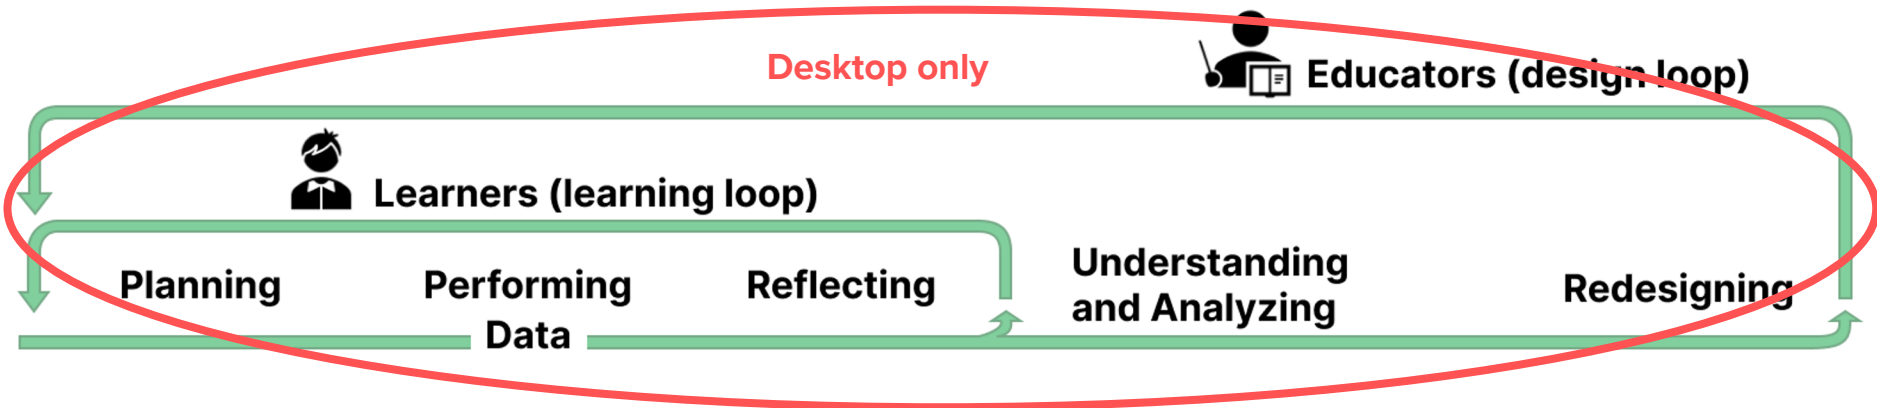 Desktop only
Educators (design loop)
Learners (learning loop)
Planning
Performing
Reflecting
Understanding
and Analyzing
Redesigning
Data